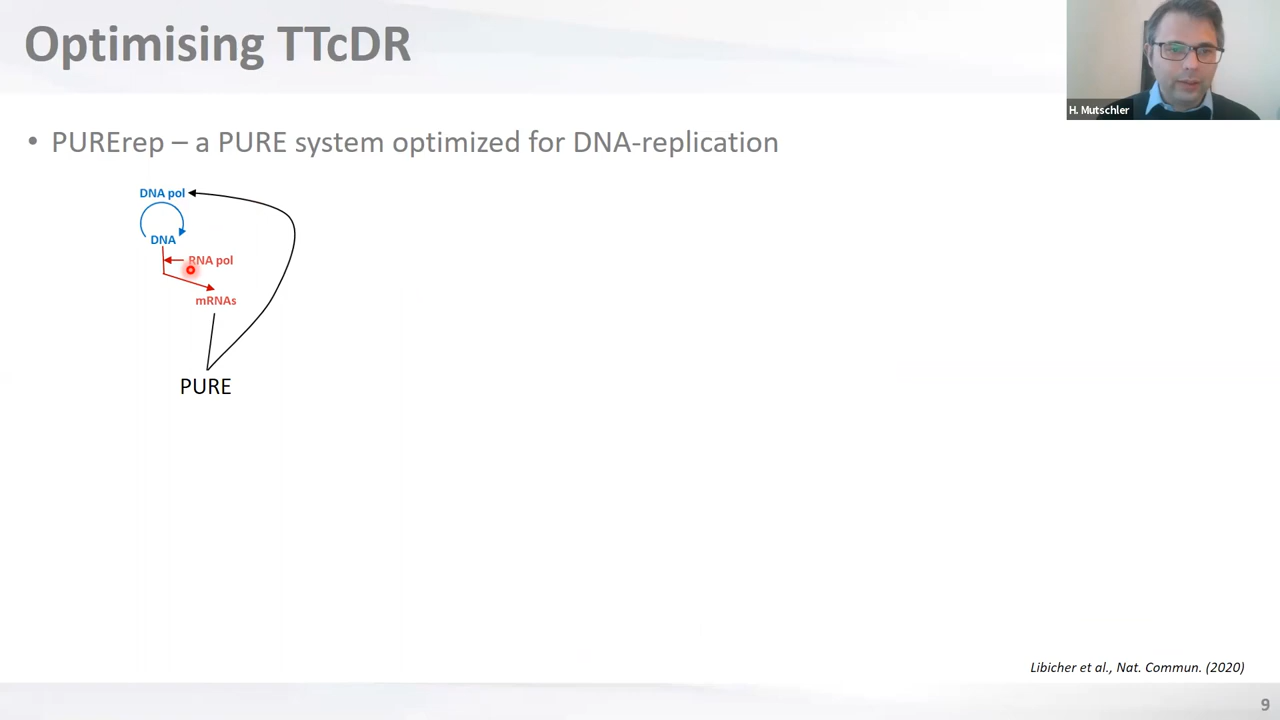 Optimising TTcDR
H. Mutschler
• PURErep – a PURE system optimized for DNA-replication
DNA pol
DNA
RNA pol
mRNAs
PURE
Libicher et al., Nat. Commun. (2020)
9